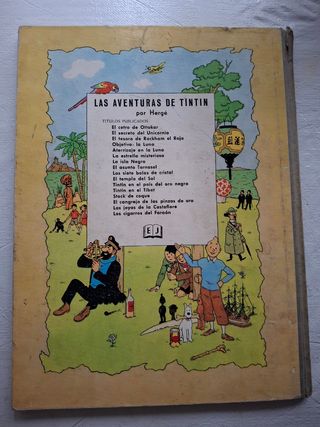 LAS AVENTURAS DE TINTIN
por Hergé
TITULOS PUBLICADOS
El cetro de Ottokar
El secreto del Unicornio
El tesoro de Rackham el Rojo
Objetivo: la Luna
Aterrizaje en la Luna
La estrella misteriosa
La isla Negra
El asunto Tornasol
Las siete bolas de cristal
El templo del Sol
Tintín en el país del oro negro
Tintín en el Tíbet
Stock de coque
El cangrejo de las pinzas de oro
Las joyas de la Castafiore
Los cigarros del Faraón
E J